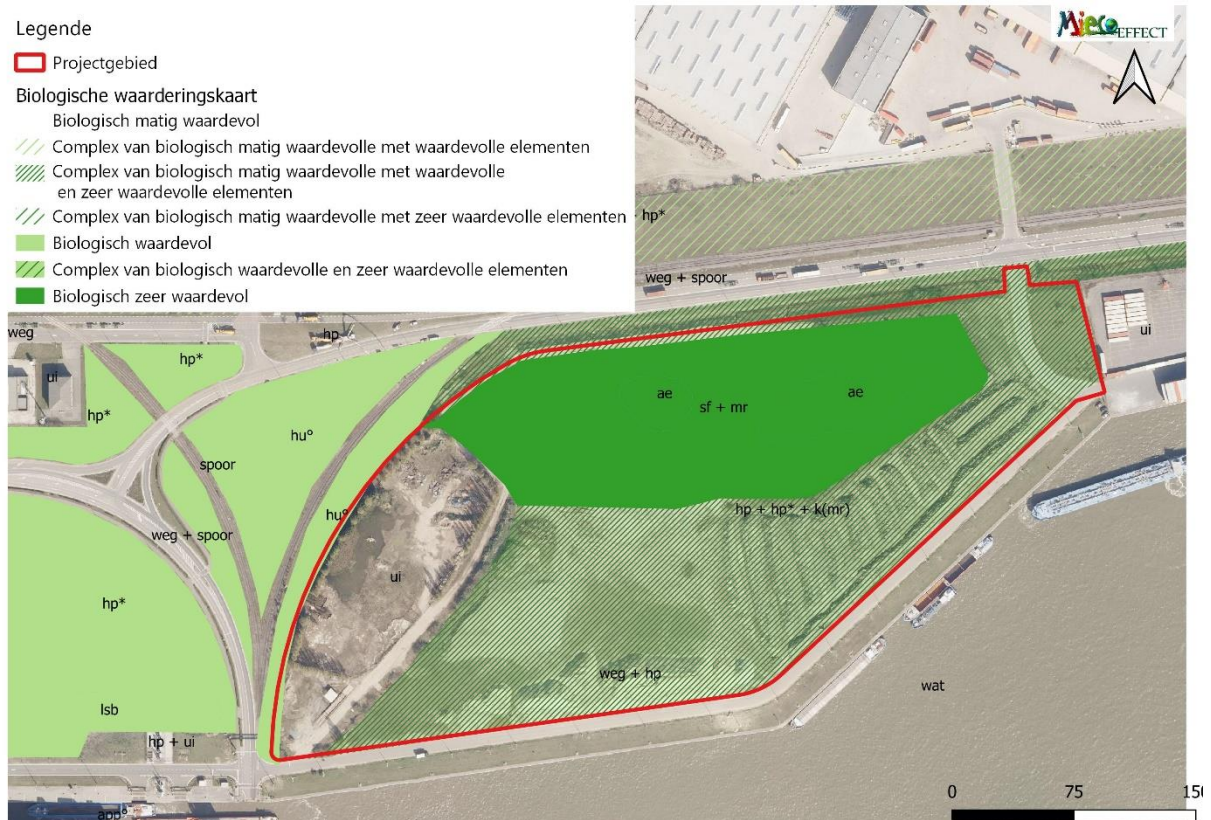 Legende
Projectgebied
Biologische waarderingskaart
Biologisch matig waardevol
Complex van biologisch matig waardevolle met waardevolle elementen
Complex van biologisch matig waardevolle met waardevolle
en zeer waardevolle elementen
Complex van biologisch matig waardevolle met zeer waardevolle elementen
Biologisch waardevol
Complex van biologisch waardevolle en zeer waardevolle elementen
Biologisch zeer waardevol
Mieco EFFECT
hp*
weg + spoor
weg
hp
ui
hp*
ui
hp*
ae
ae
sf + mr
hu°
spoor
hu°
hp + hp* + k(mr)
weg + spoor
ui
hp*
weg + hp
wat
lsb
hp + ui
app°
0 75 150